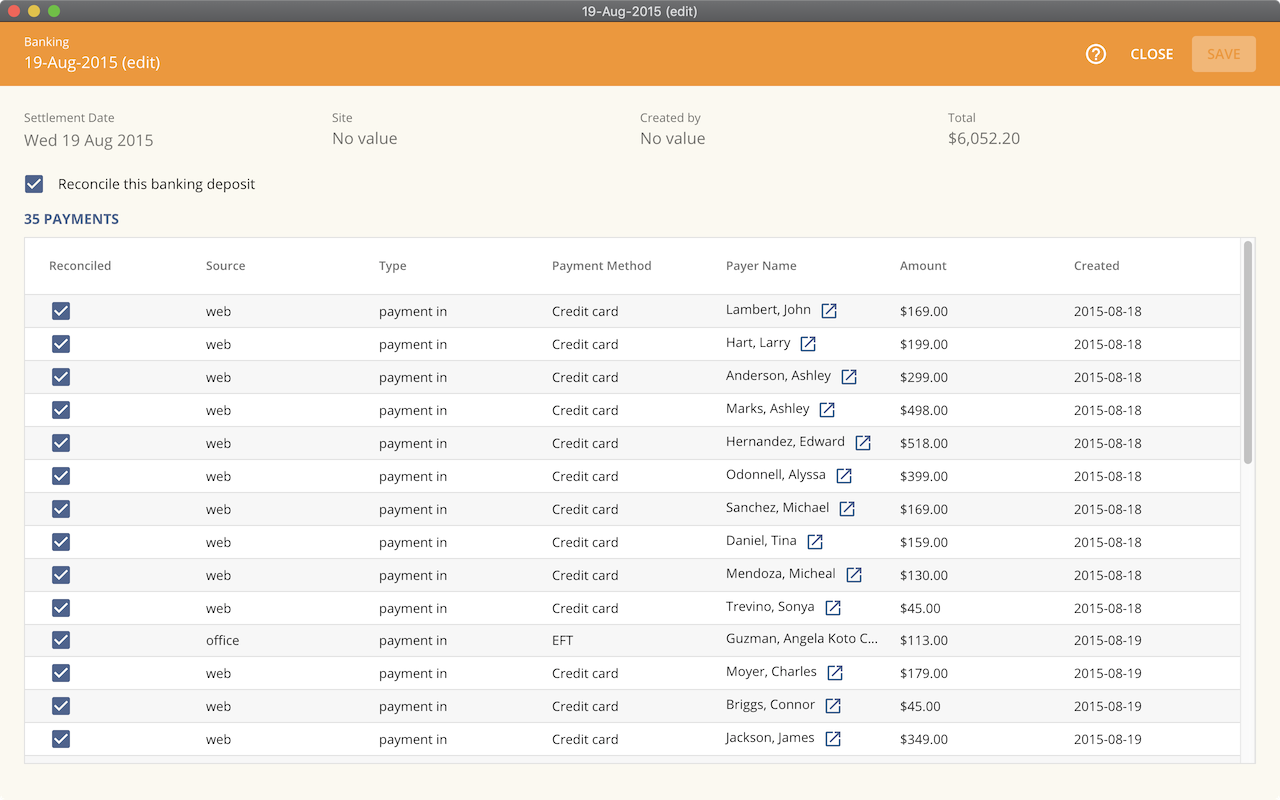 19-Aug-2015 (edit)
Banking
19-Aug-2015 (edit)
CLOSE SAVE
Settlement Date Site Created by Total
Wed 19 Aug 2015 No value No value $6,052.20
Reconcile this banking deposit
35 PAYMENTS
Reconciled Source Type Payment Method Payer Name Amount Created
web payment in Credit card Lambert, John $169.00 2015-08-18
web payment in Credit card Hart, Larry $199.00 2015-08-18
web payment in Credit card Anderson, Ashley $299.00 2015-08-18
web payment in Credit card Marks, Ashley $498.00 2015-08-18
web payment in Credit card Hernandez, Edward $518.00 2015-08-18
web payment in Credit card Odonnell, Alyssa $399.00 2015-08-18
web payment in Credit card Sanchez, Michael $169.00 2015-08-18
web payment in Credit card Daniel, Tina $159.00 2015-08-18
web payment in Credit card Mendoza, Micheal $130.00 2015-08-18
web payment in Credit card Trevino, Sonya $45.00 2015-08-18
office payment in EFT Guzman, Angela Koto C... $113.00 2015-08-19
web payment in Credit card Moyer, Charles $179.00 2015-08-19
web payment in Credit card Briggs, Connor $45.00 2015-08-19
web payment in Credit card Jackson, James $349.00 2015-08-19